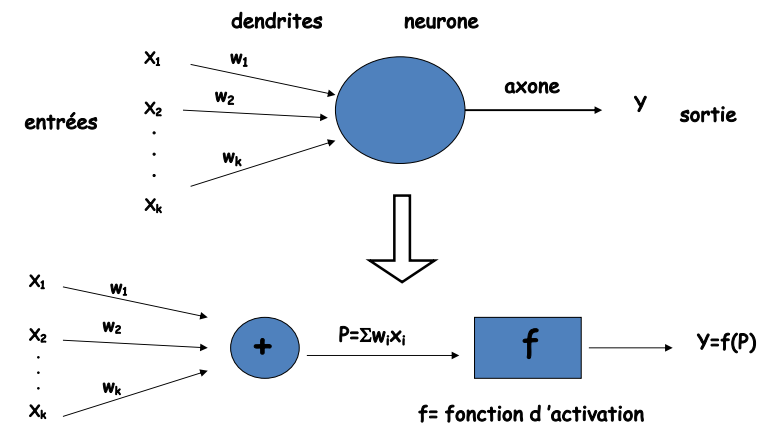 dendrites neurone
X₁ w₁
X₂ w₂ axone Y sortie
entrées
.
.
.
wₖ
Xₖ
X₁ w₁
X₂ w₂ + P=Σwᵢxᵢ f Y=f(P)
.
.
.
wₖ
Xₖ
f= fonction d ’activation